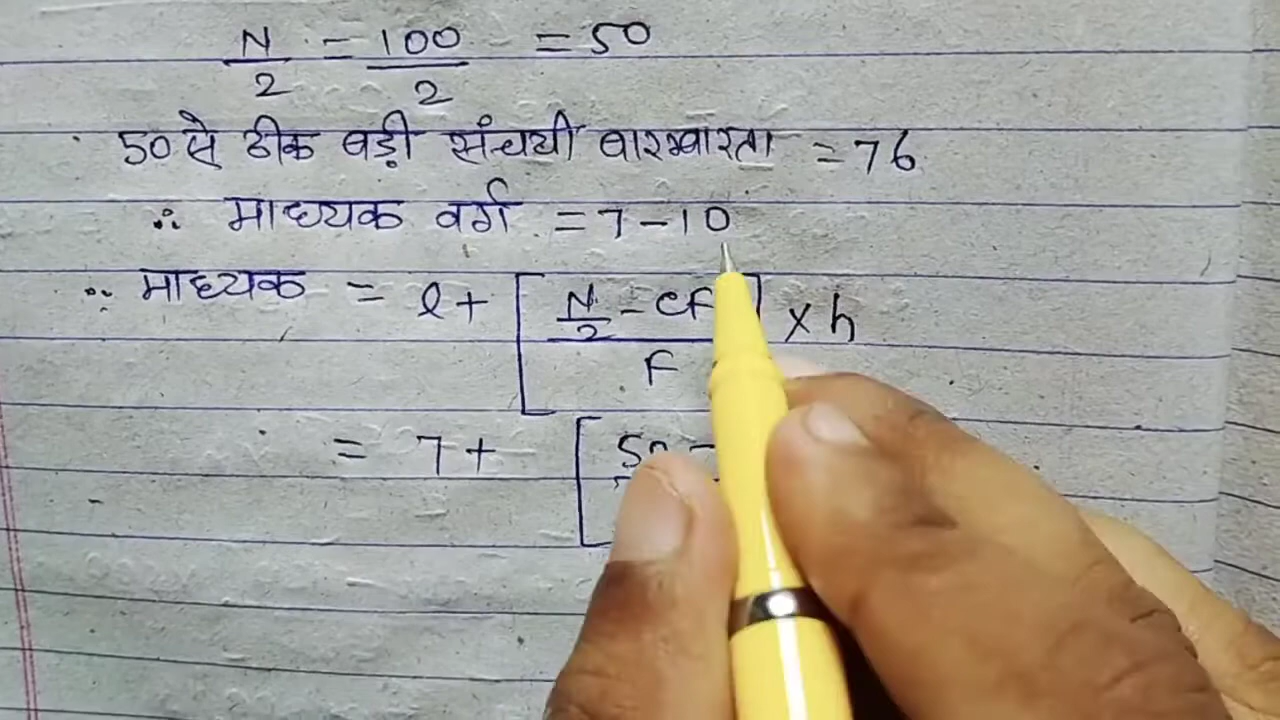 N/2 = 100/2 = 50
50 से ठीक बड़ी संचयी बारम्बारता = 76
∴ माध्यक वर्ग = 7-10
∴ माध्यक = l + [ (N/2 - CF) / F ] × h
= 7 + [ 50 -